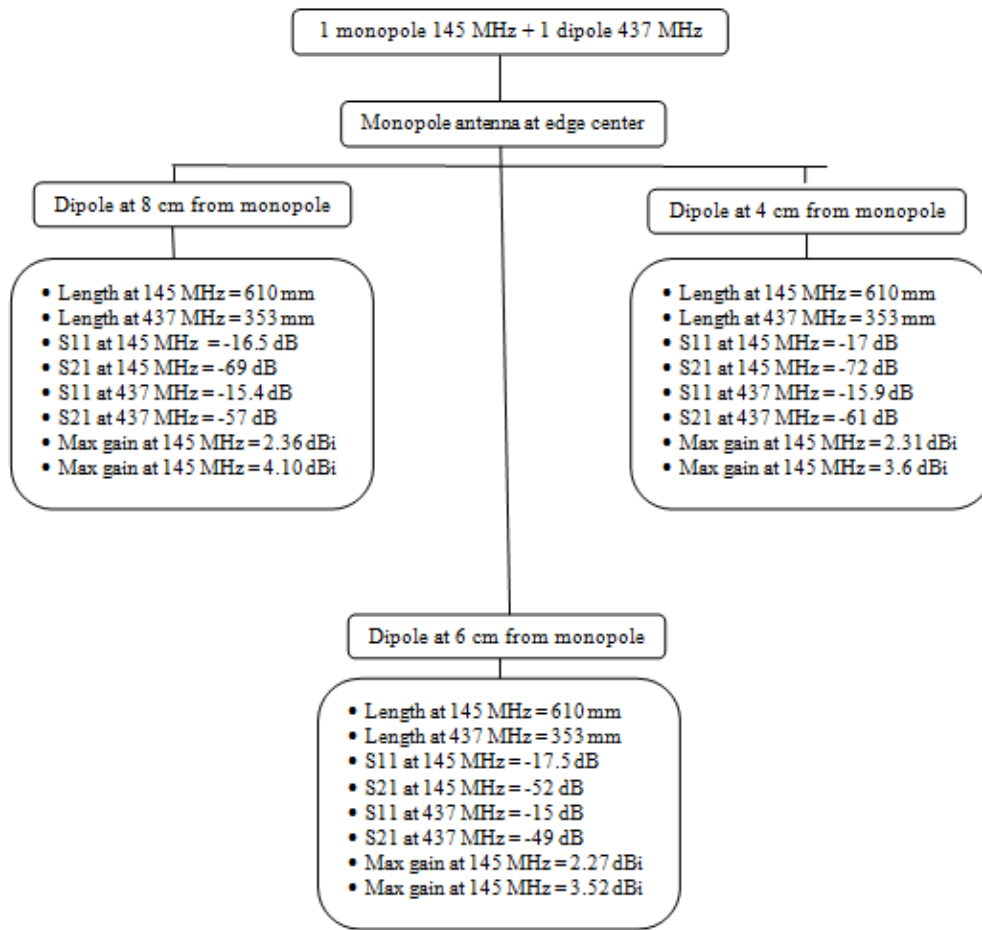 1 monopole 145 MHz + 1 dipole 437 MHz
Monopole antenna at edge center
Dipole at 8 cm from monopole
• Length at 145 MHz = 610 mm
• Length at 437 MHz = 353 mm
• S11 at 145 MHz = -16.5 dB
• S21 at 145 MHz = -69 dB
• S11 at 437 MHz = -15.4 dB
• S21 at 437 MHz = -57 dB
• Max gain at 145 MHz = 2.36 dBi
• Max gain at 145 MHz = 4.10 dBi
Dipole at 4 cm from monopole
• Length at 145 MHz = 610 mm
• Length at 437 MHz = 353 mm
• S11 at 145 MHz = -17 dB
• S21 at 145 MHz = -72 dB
• S11 at 437 MHz = -15.9 dB
• S21 at 437 MHz = -61 dB
• Max gain at 145 MHz = 2.31 dBi
• Max gain at 145 MHz = 3.6 dBi
Dipole at 6 cm from monopole
• Length at 145 MHz = 610 mm
• Length at 437 MHz = 353 mm
• S11 at 145 MHz = -17.5 dB
• S21 at 145 MHz = -52 dB
• S11 at 437 MHz = -15 dB
• S21 at 437 MHz = -49 dB
• Max gain at 145 MHz = 2.27 dBi
• Max gain at 145 MHz = 3.52 dBi